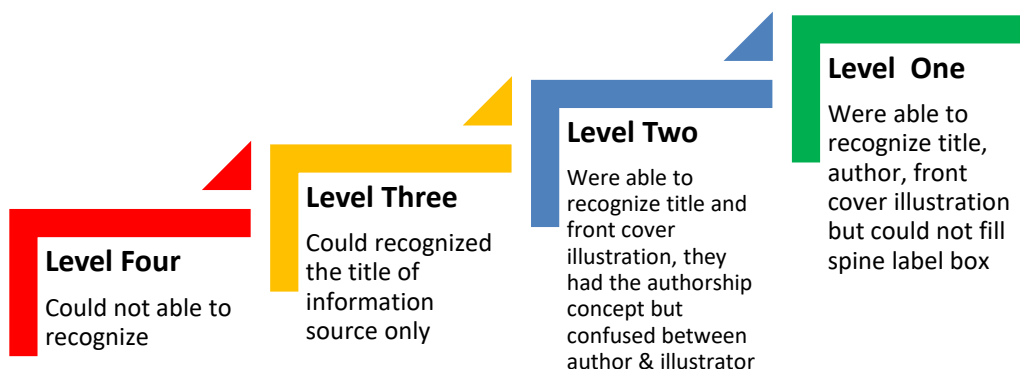 Level Four
Could not able to
recognize
Level Three
Could recognized
the title of
information
source only
Level Two
Were able to
recognize title and
front cover
illustration, they
had the authorship
concept but
confused between
author & illustrator
Level One
Were able to
recognize title,
author, front
cover illustration
but could not fill
spine label box